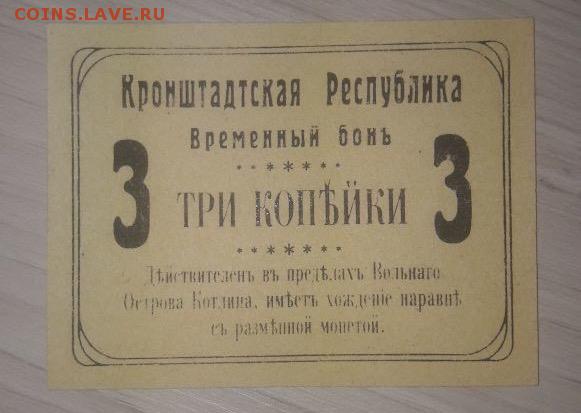 COINS.LAVE.RU
Кронштадтская Республика
Временный бонъ
3 ТРИ КОПѢЙКИ 3
Дѣйствителенъ въ предѣлахъ Вольнаго
Острова Котлина, имѣетъ хожденіе наравнѣ
съ размѣнной монетой.